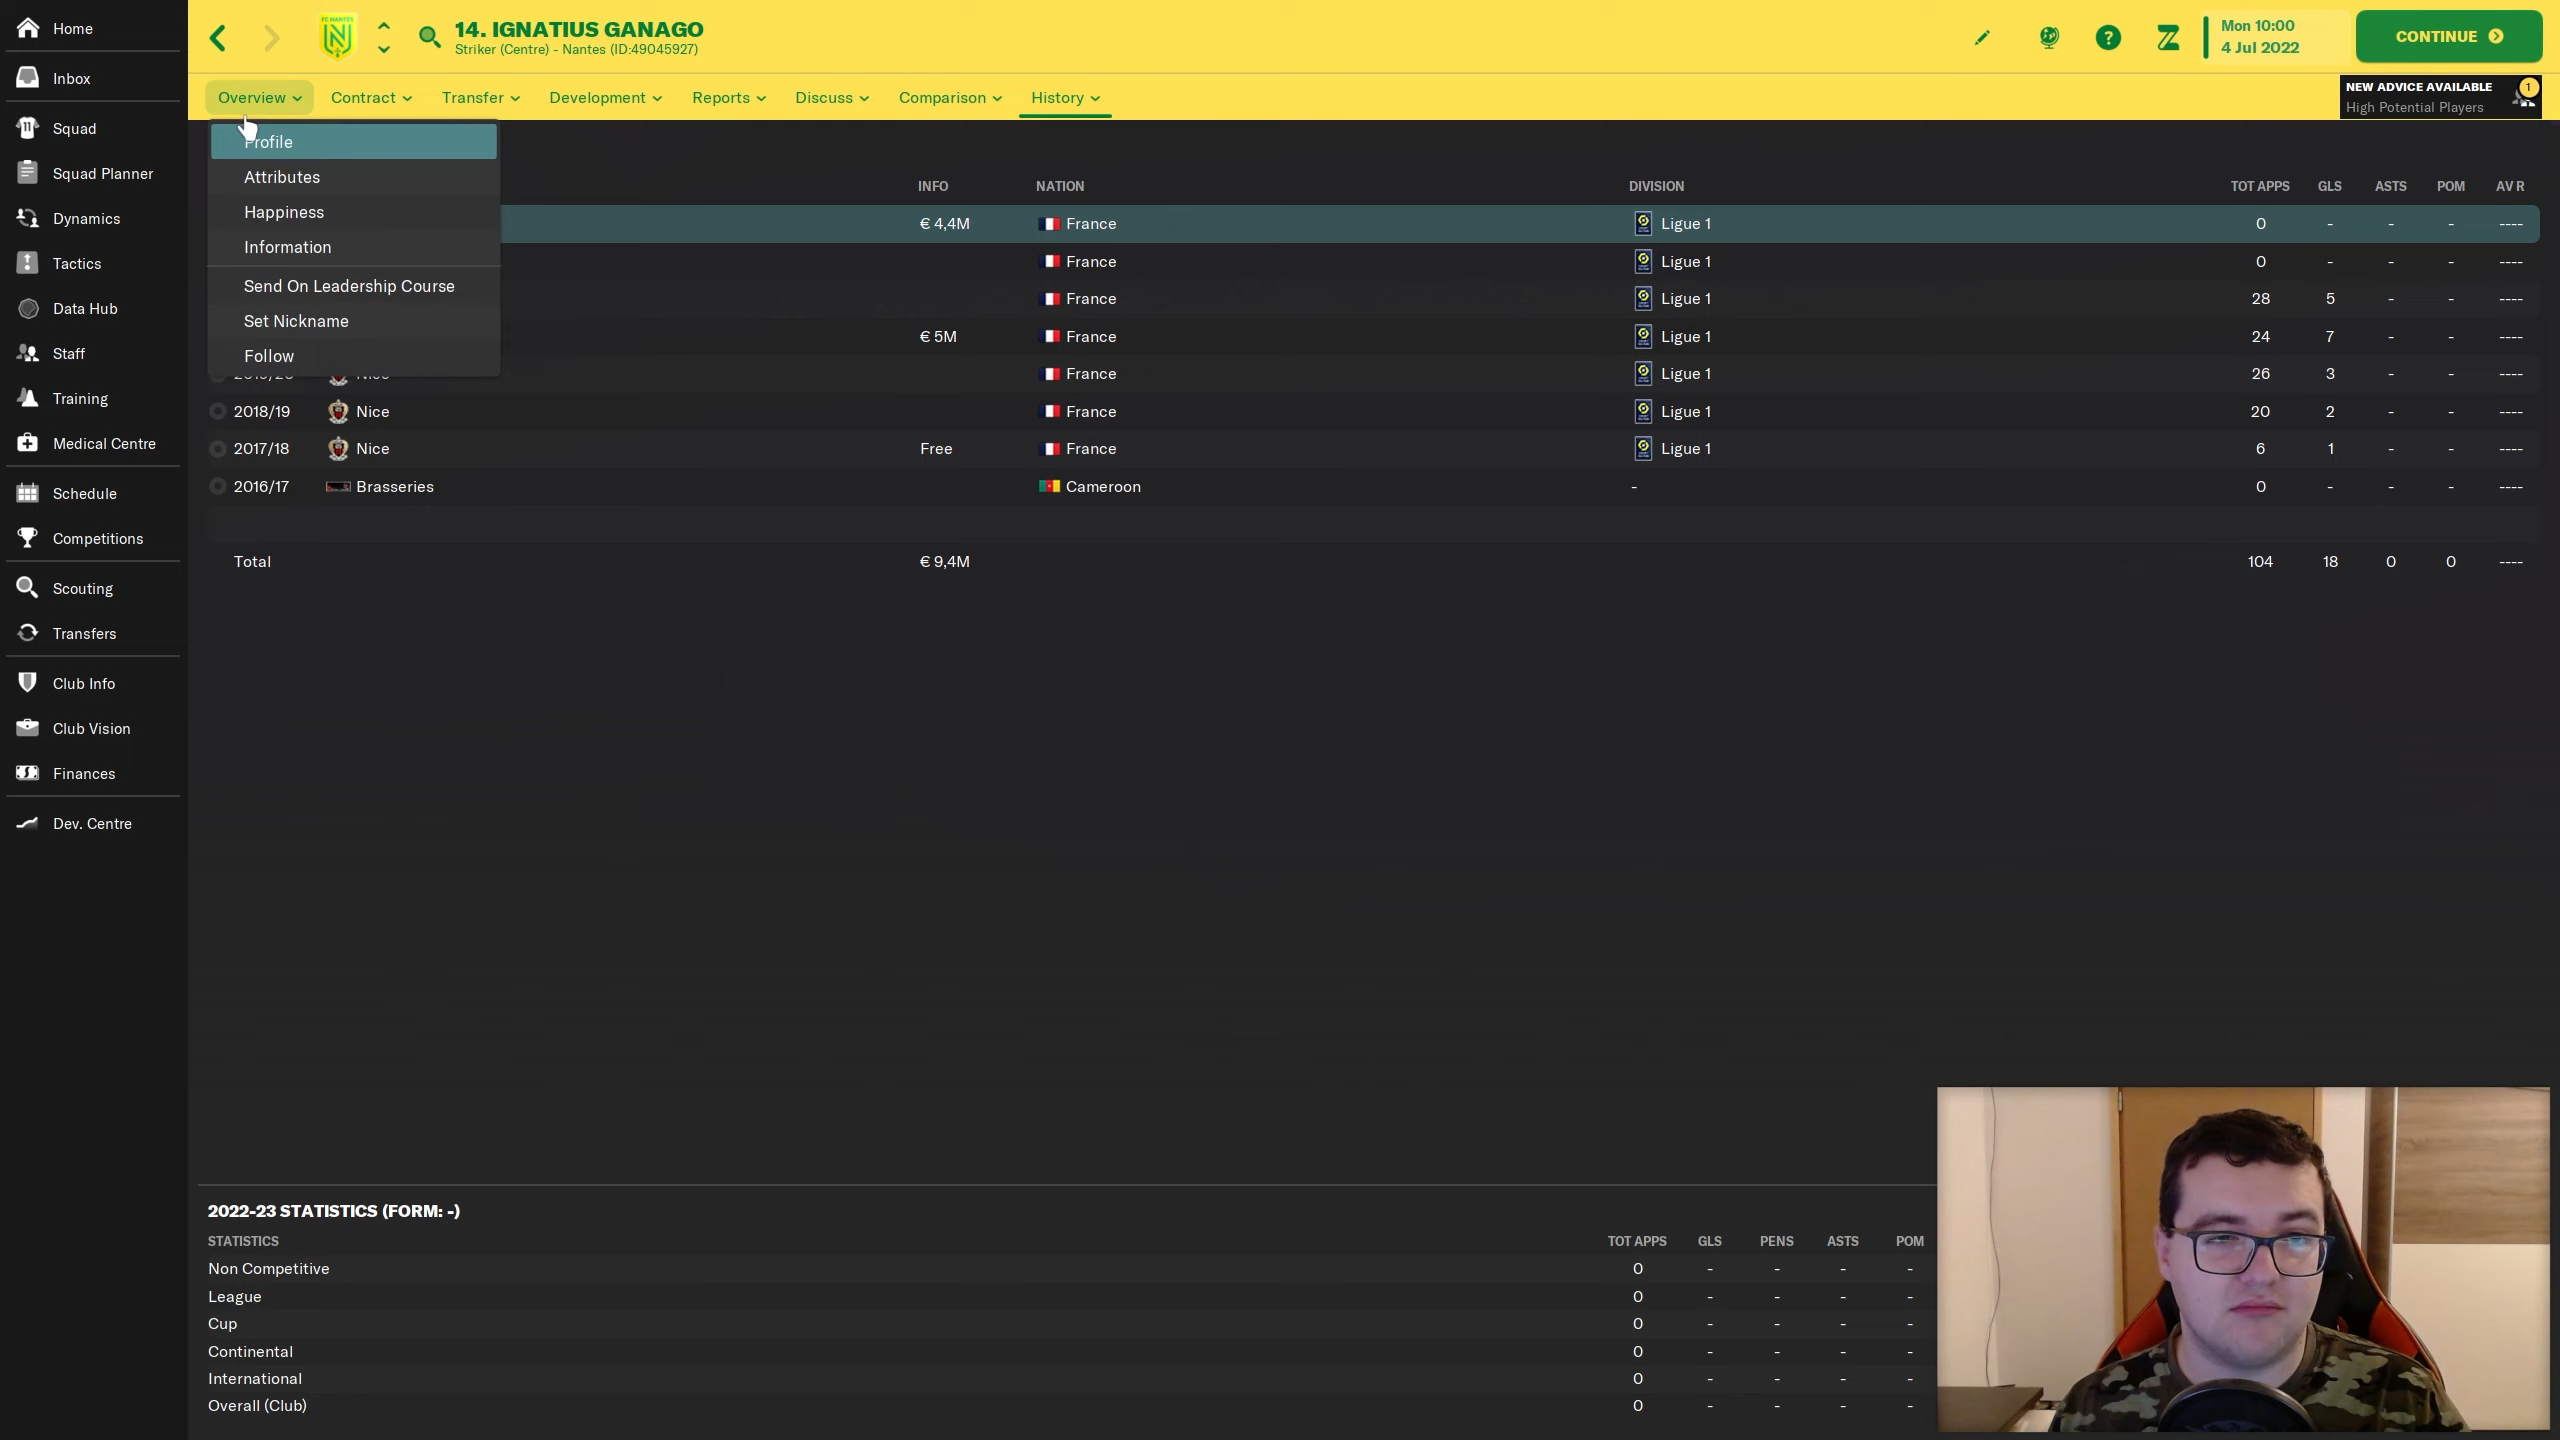 Home
Inbox
Squad
Squad Planner
Dynamics
Tactics
Data Hub
Staff
Training
Medical Centre
Schedule
Competitions
Scouting
Transfers
Club Info
Club Vision
Finances
Dev. Centre
14. IGNATIUS GANAGO
Striker (Centre) - Nantes (ID:49045927)
Mon 10:00
4 Jul 2022
CONTINUE
Overview Contract Transfer Development Reports Discuss Comparison History
NEW ADVICE AVAILABLE 1
High Potential Players
Profile
Attributes
Happiness
Information
Send On Leadership Course
Set Nickname
Follow
INFO NATION DIVISION TOT APPS GLS ASTS POM AV R
€ 4,4M France Ligue 1 0 - - - ----
France Ligue 1 0 - - - ----
France Ligue 1 28 5 - - ----
€ 5M France Ligue 1 24 7 - - ----
France Ligue 1 26 3 - - ----
2018/19 Nice France Ligue 1 20 2 - - ----
2017/18 Nice Free France Ligue 1 6 1 - - ----
2016/17 Brasseries Cameroon - 0 - - - ----
Total € 9,4M 104 18 0 0 ----
2022-23 STATISTICS (FORM: -)
STATISTICS TOT APPS GLS PENS ASTS POM
Non Competitive 0 - - - -
League 0 - - - -
Cup 0 - - - -
Continental 0 - - - -
International 0 - - - -
Overall (Club) 0 - - - -